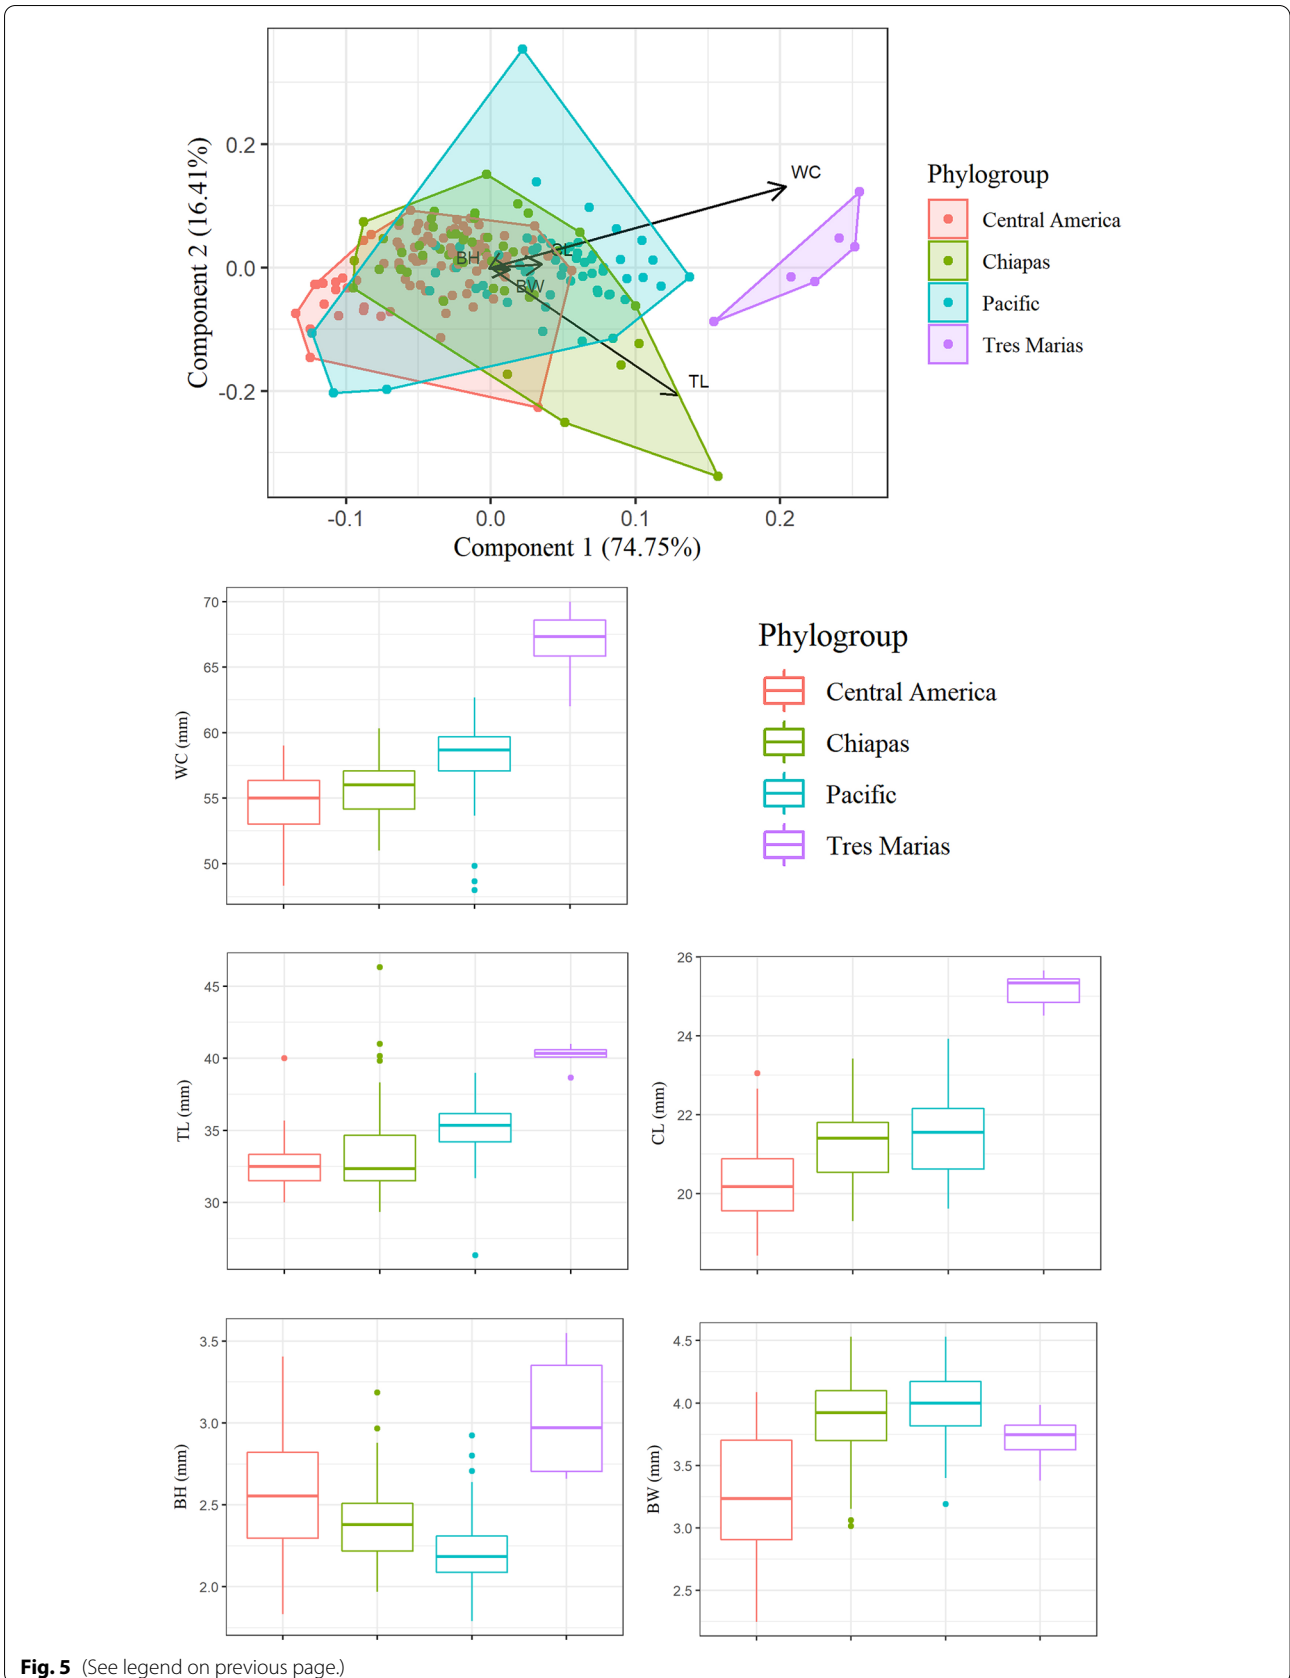 Component 2 (16.41%)
0.2
0.0
-0.2
WC
CL
BH
BW
TL
-0.1
0.0
0.1
0.2
Component 1 (74.75%)
Phylogroup
Central America
Chiapas
Pacific
Tres Marias
WC (mm)
70
65
60
55
50
Phylogroup
Central America
Chiapas
Pacific
Tres Marias
TL (mm)
45
40
35
30
CL (mm)
26
24
22
20
BH (mm)
3.5
3.0
2.5
2.0
BW (mm)
4.5
4.0
3.5
3.0
2.5
Fig. 5 (See legend on previous page.)